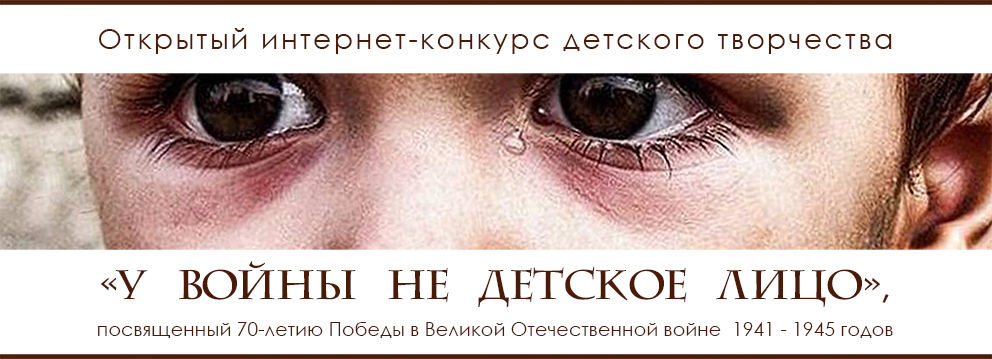 Открытый интернет-конкурс детского творчества
«У ВОЙНЫ НЕ ДЕТСКОЕ ЛИЦО»,
посвященный 70-летию Победы в Великой Отечественной войне 1941 - 1945 годов